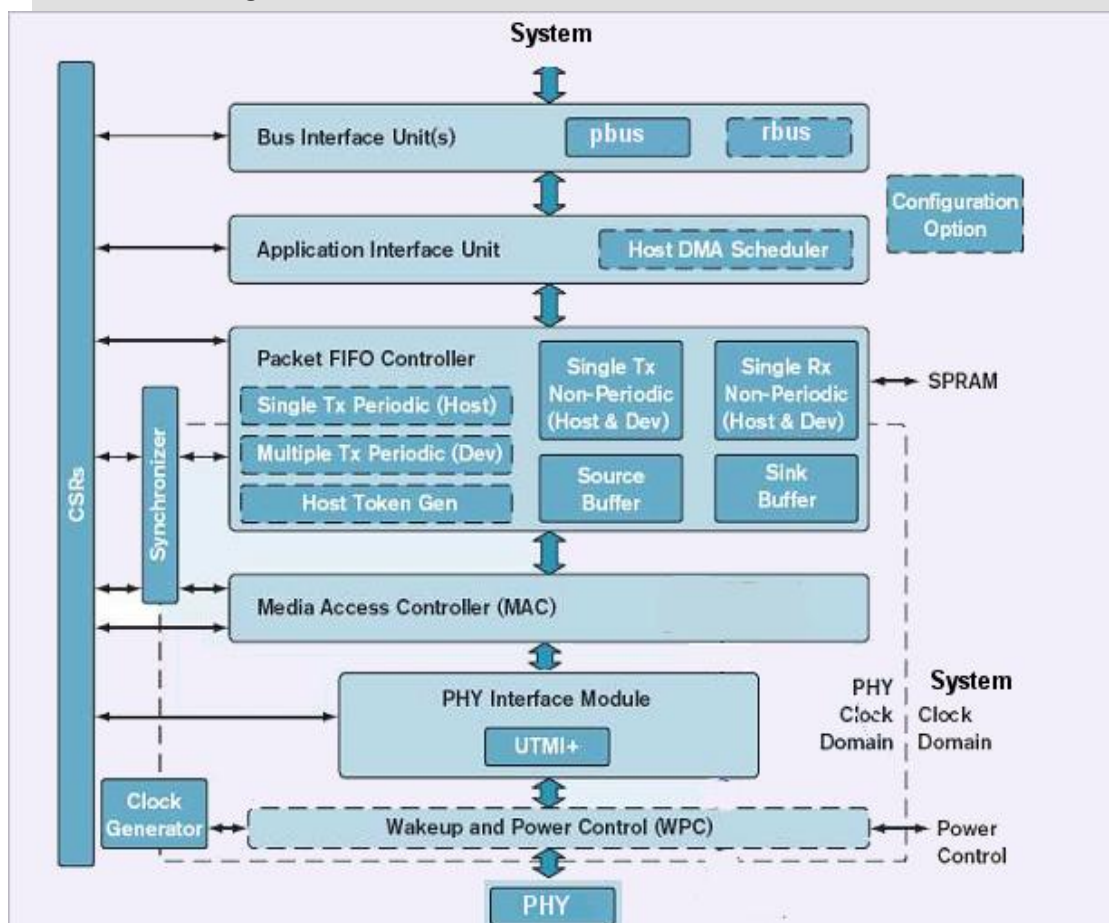 System
Bus Interface Unit(s)
pbus
rbus
Configuration
Option
Application Interface Unit
Host DMA Scheduler
Packet FIFO Controller
Single Tx
Non-Periodic
(Host & Dev)
Single Rx
Non-Periodic
(Host & Dev)
SPRAM
Single Tx Periodic (Host)
Multiple Tx Periodic (Dev)
Host Token Gen
Source
Buffer
Sink
Buffer
CSRs
Synchronizer
Media Access Controller (MAC)
PHY Interface Module
UTMI+
PHY
Clock
Domain
System
Clock
Domain
Clock
Generator
Wakeup and Power Control (WPC)
Power
Control
PHY